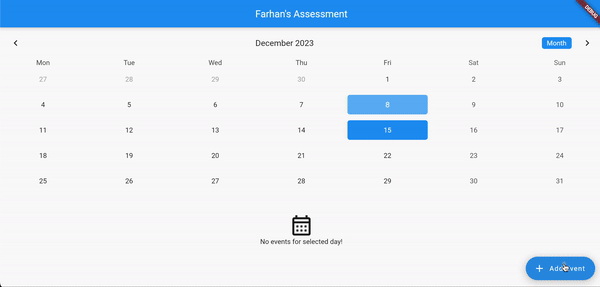 Farhan's Assessment
DEBUG
December 2023
Month
Mon Tue Wed Thu Fri Sat Sun
27 28 29 30 1 2 3
4 5 6 7 8 9 10
11 12 13 14 15 16 17
18 19 20 21 22 23 24
25 26 27 28 29 30 31
No events for selected day!
+ Add Event